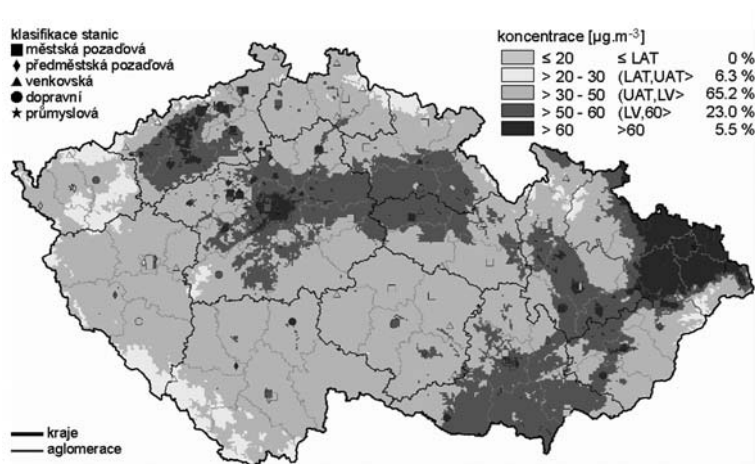 klasifikace stanic
městská pozaďová
předměstská pozaďová
venkovská
dopravní
průmyslová
koncentrace [µg.m⁻³]
≤ 20 ≤ LAT 0 %
> 20 - 30 (LAT,UAT> 6.3 %
> 30 - 50 (UAT,LV> 65.2 %
> 50 - 60 (LV,60> 23.0 %
> 60 >60 5.5 %
kraje
aglomerace